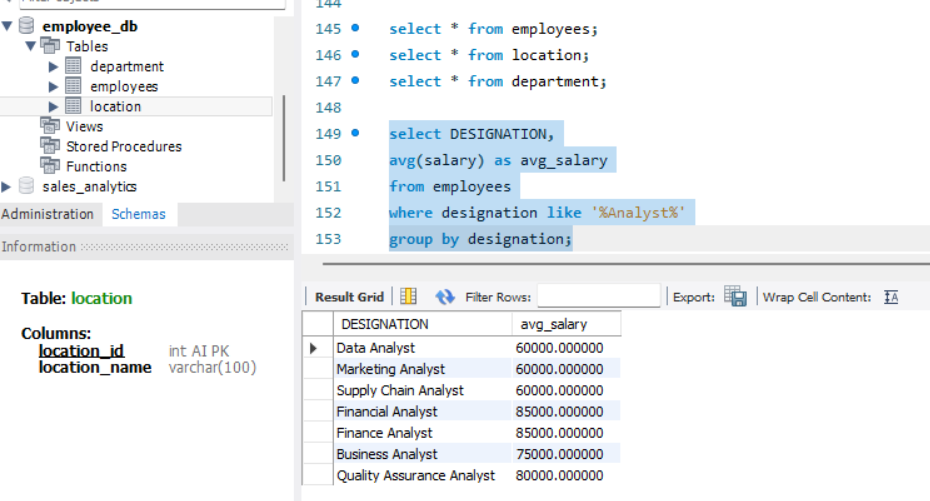 employee_db
Tables
department
employees
location
Views
Stored Procedures
Functions
sales_analytics
Administration Schemas
Information
Table: location
Columns:
location_id int AI PK
location_name varchar(100)
144
145 select * from employees;
146 select * from location;
147 select * from department;
148
149 select DESIGNATION,
150 avg(salary) as avg_salary
151 from employees
152 where designation like '%Analyst%'
153 group by designation;
Result Grid Filter Rows: Export: Wrap Cell Content:
DESIGNATION avg_salary
Data Analyst 60000.000000
Marketing Analyst 60000.000000
Supply Chain Analyst 60000.000000
Financial Analyst 85000.000000
Finance Analyst 85000.000000
Business Analyst 75000.000000
Quality Assurance Analyst 80000.000000